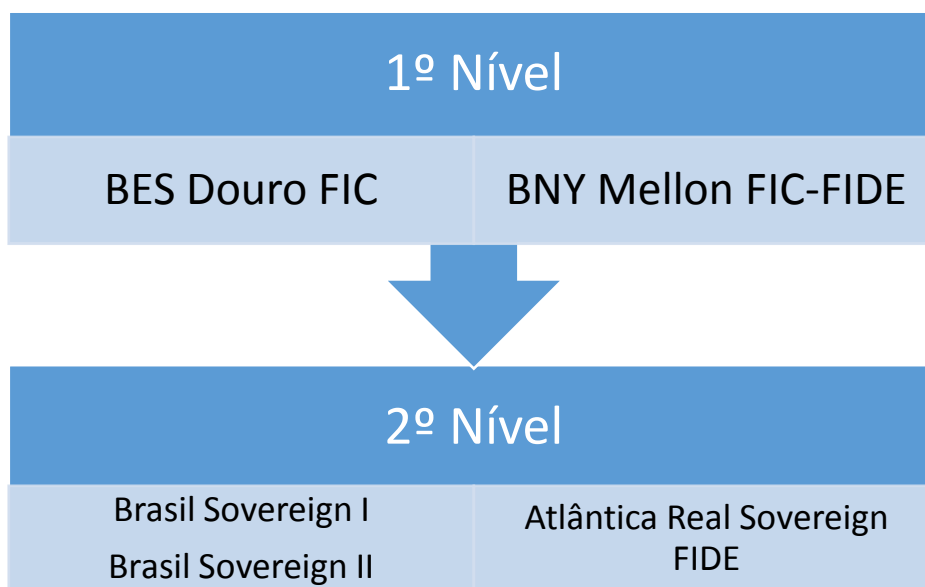 1º Nível
BES Douro FIC
BNY Mellon FIC-FIDE
2º Nível
Brasil Sovereign I
Brasil Sovereign II
Atlântica Real Sovereign
FIDE